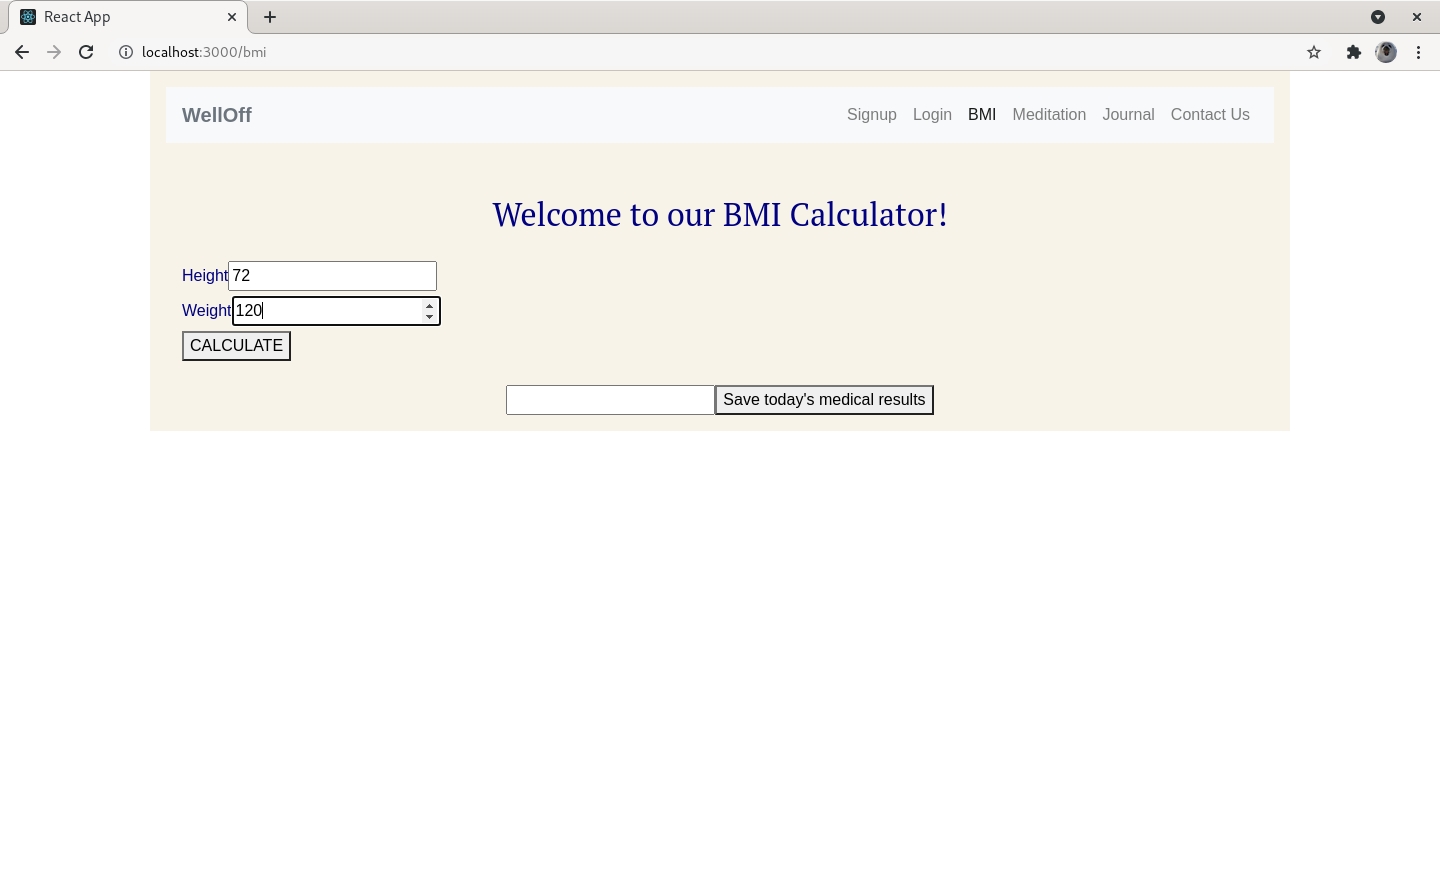 React App
localhost:3000/bmi
WellOff
Signup Login BMI Meditation Journal Contact Us
Welcome to our BMI Calculator!
Height 72
Weight 120
CALCULATE
Save today's medical results